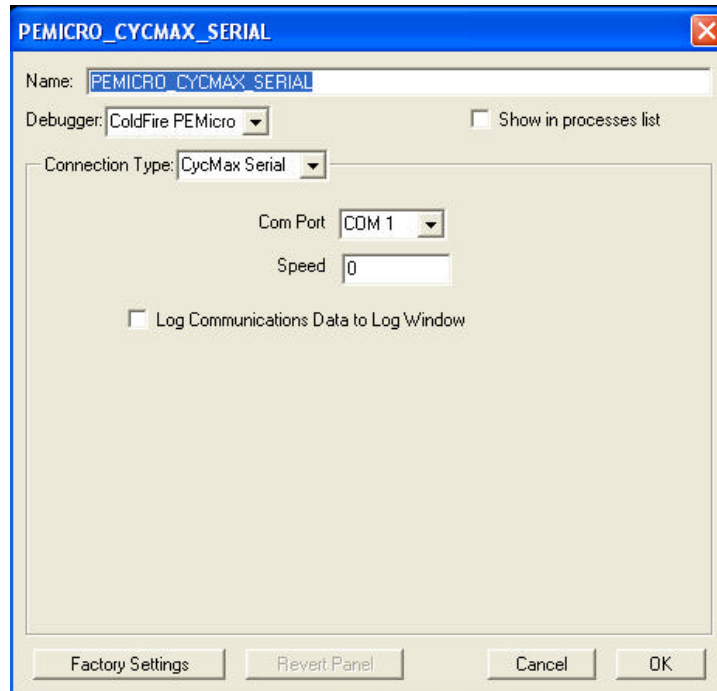 PEMICRO_CYCMAX_SERIAL
Name: PEMICRO_CYCMAX_SERIAL
Debugger: ColdFire PEMicro Show in processes list
Connection Type: CycMax Serial
Com Port COM 1
Speed 0
Log Communications Data to Log Window
Factory Settings Revert Panel Cancel OK